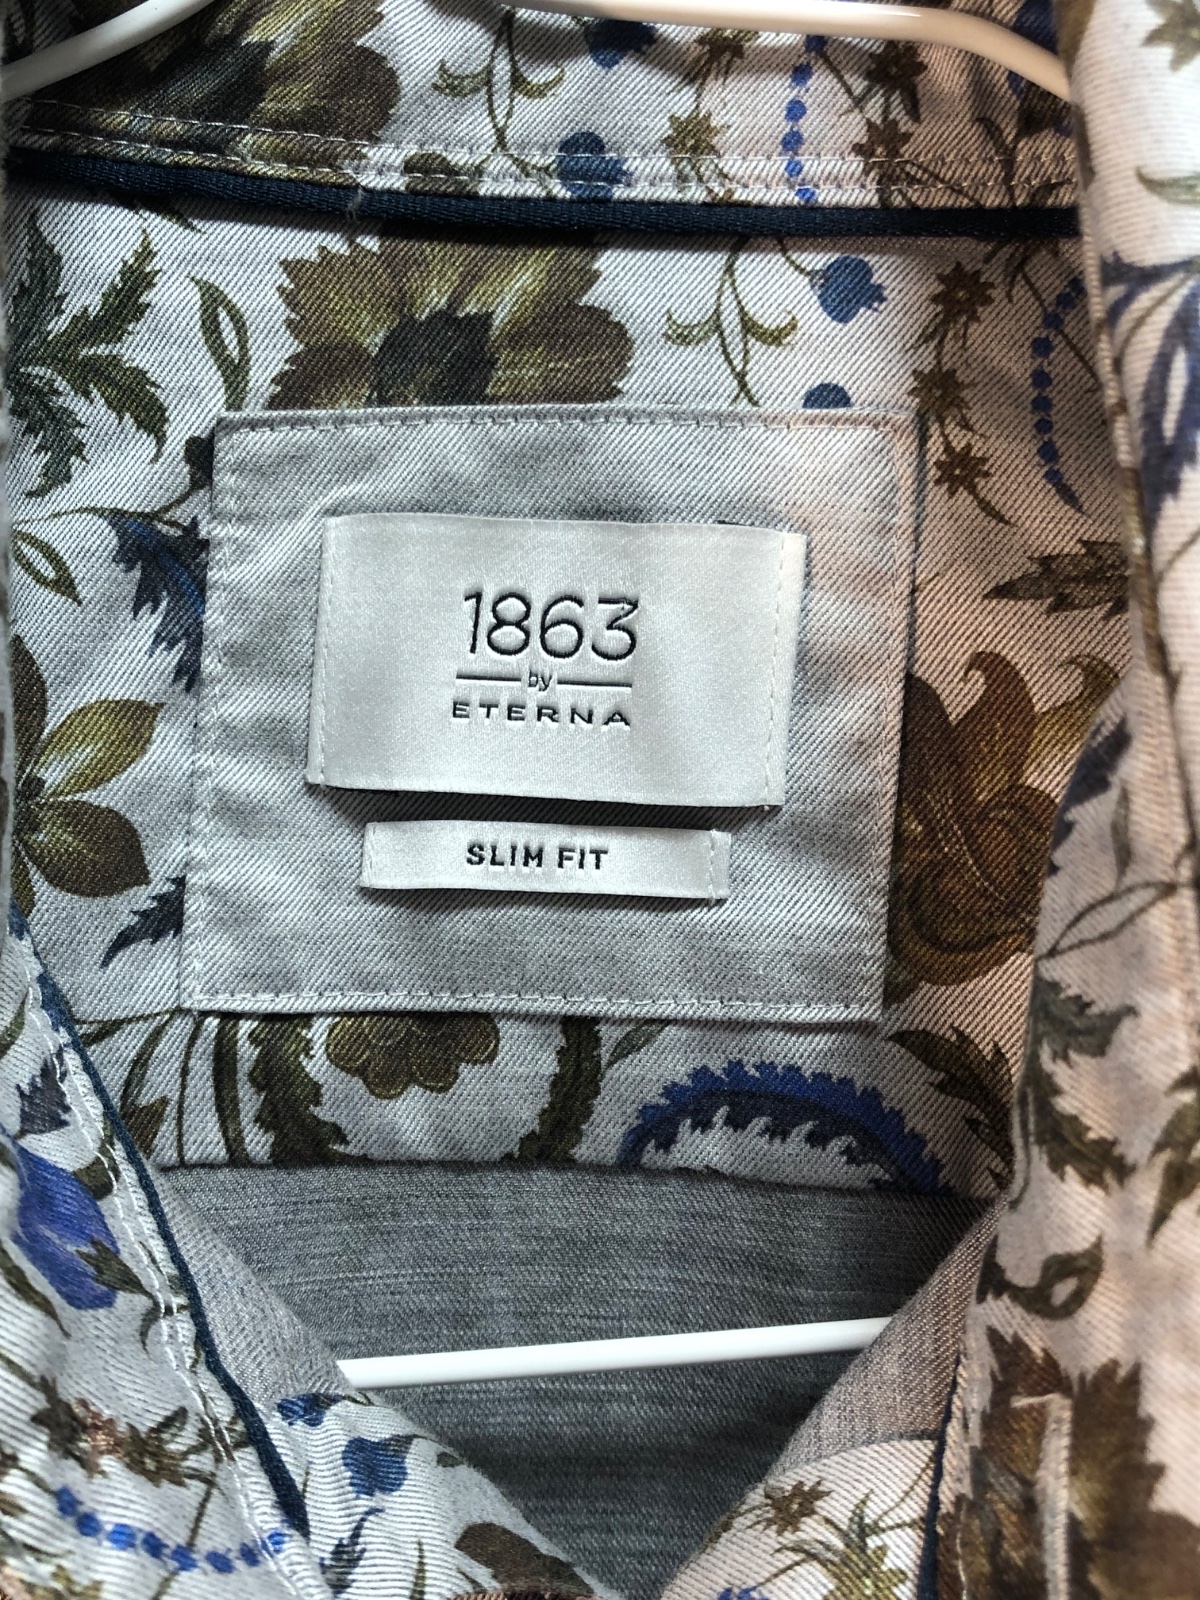 1863
by
ETERNA
SLIM FIT